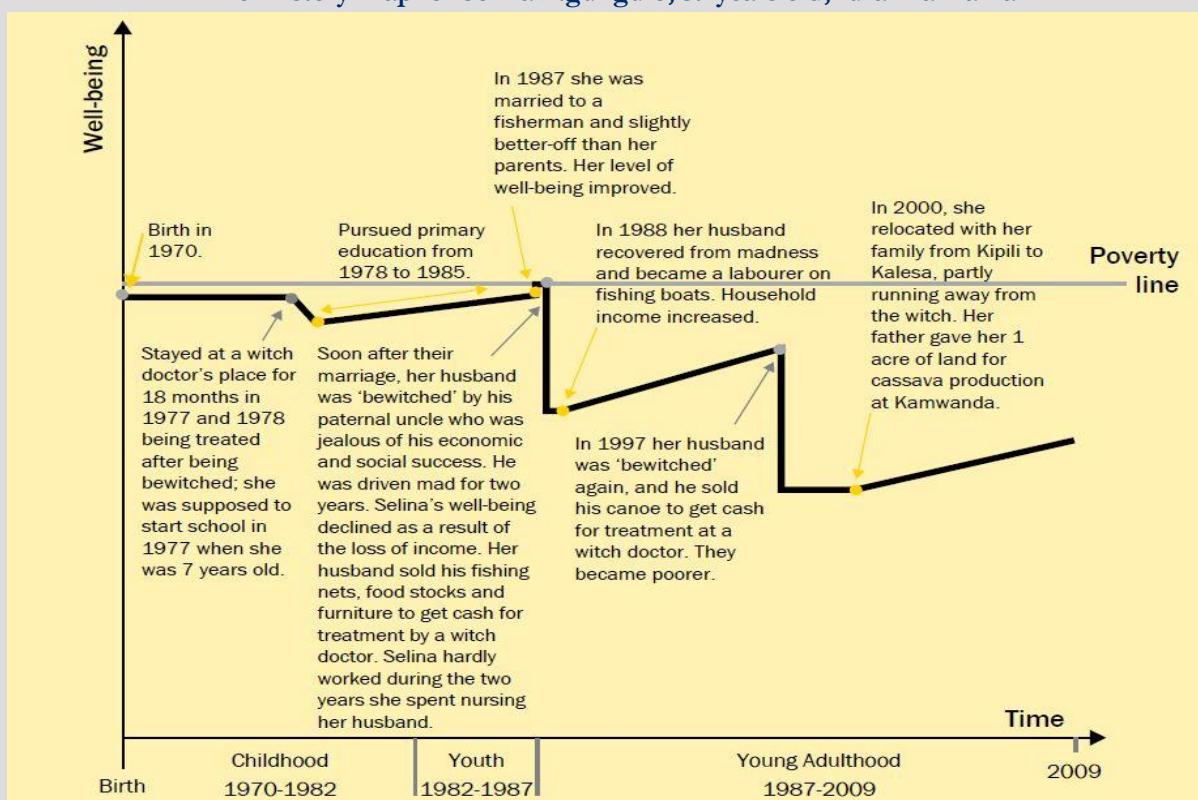 Well-being
In 1987 she was
married to a
fisherman and slightly
better-off than her
parents. Her level of
well-being improved.
Birth in
1970.
Pursued primary
education from
1978 to 1985.
In 1988 her husband
recovered from madness
and became a labourer on
fishing boats. Household
income increased.
In 2000, she
relocated with her
family from Kipili to
Kalesa, partly
running away from
the witch. Her
father gave her 1
acre of land for
cassava production
at Kamwanda.
Poverty
line
Stayed at a witch
doctor's place for
18 months in
1977 and 1978
being treated
after being
bewitched; she
was supposed to
start school in
1977 when she
was 7 years old.
Soon after their
marriage, her husband
was 'bewitched' by his
paternal uncle who was
jealous of his economic
and social success. He
was driven mad for two
years. Selina's well-being
declined as a result of
the loss of income. Her
husband sold his fishing
nets, food stocks and
furniture to get cash for
treatment by a witch
doctor. Selina hardly
worked during the two
years she spent nursing
her husband.
In 1997 her husband
was 'bewitched'
again, and he sold
his canoe to get cash
for treatment at a
witch doctor. They
became poorer.
Time
Birth
Childhood
1970-1982
Youth
1982-1987
Young Adulthood
1987-2009
2009